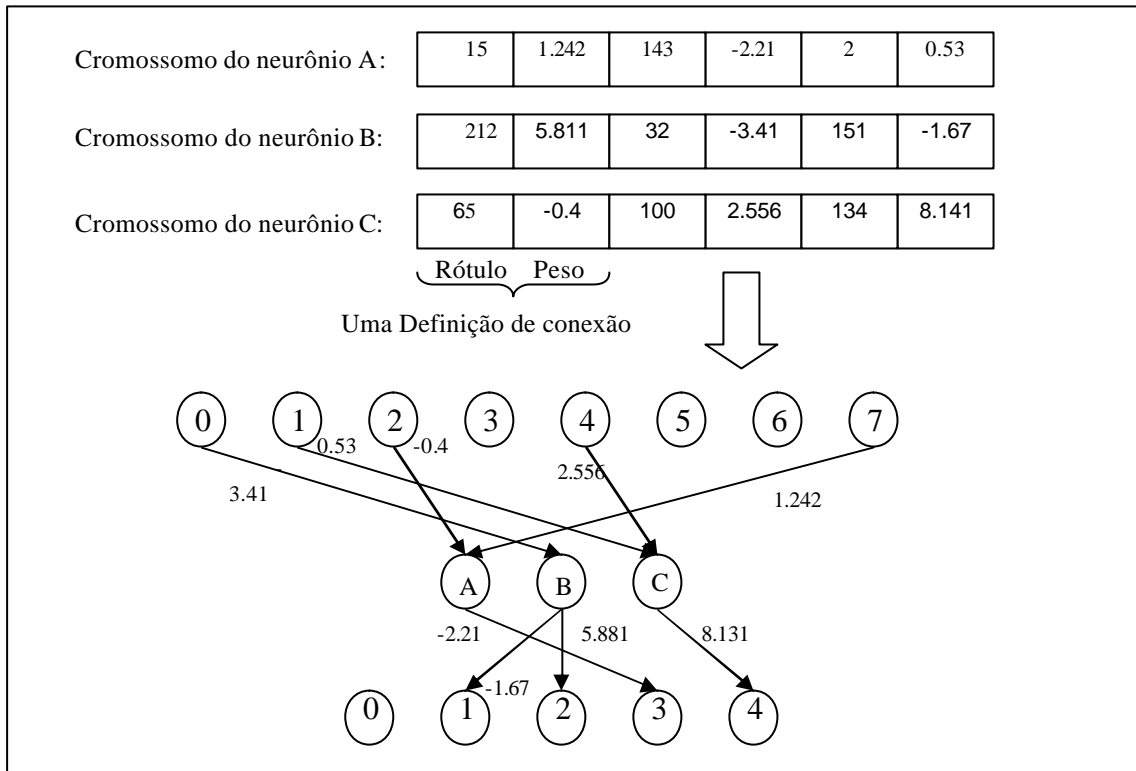 Cromossomo do neurônio A: 15 1.242 143 -2.21 2 0.53
Cromossomo do neurônio B: 212 5.811 32 -3.41 151 -1.67
Cromossomo do neurônio C: 65 -0.4 100 2.556 134 8.141
Rótulo Peso
Uma Definição de conexão
0 1 2 3 4 5 6 7
0.53 -0.4
2.556
- 3.41 1.242
A B C
-2.21 5.881 8.131
-1.67
0 1 2 3 4